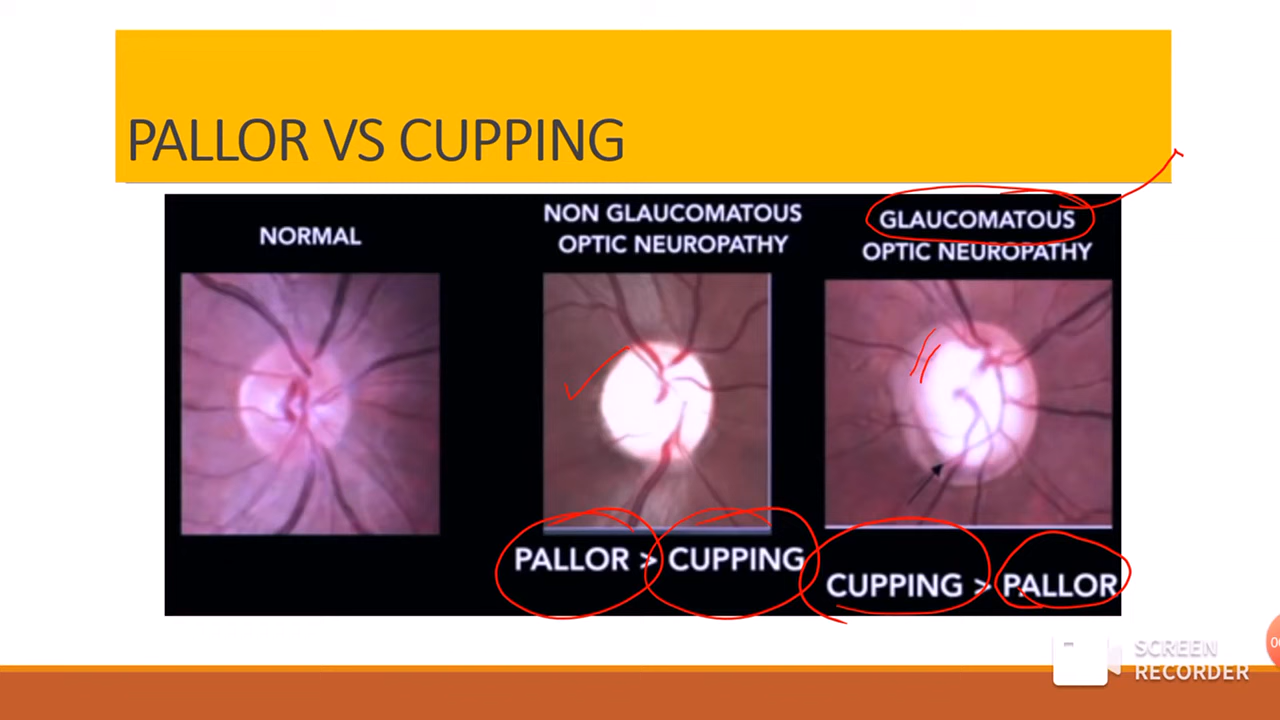 PALLOR VS CUPPING
NORMAL
NON GLAUCOMATOUS
OPTIC NEUROPATHY
GLAUCOMATOUS
OPTIC NEUROPATHY
PALLOR > CUPPING
CUPPING > PALLOR
SCREEN
RECORDER